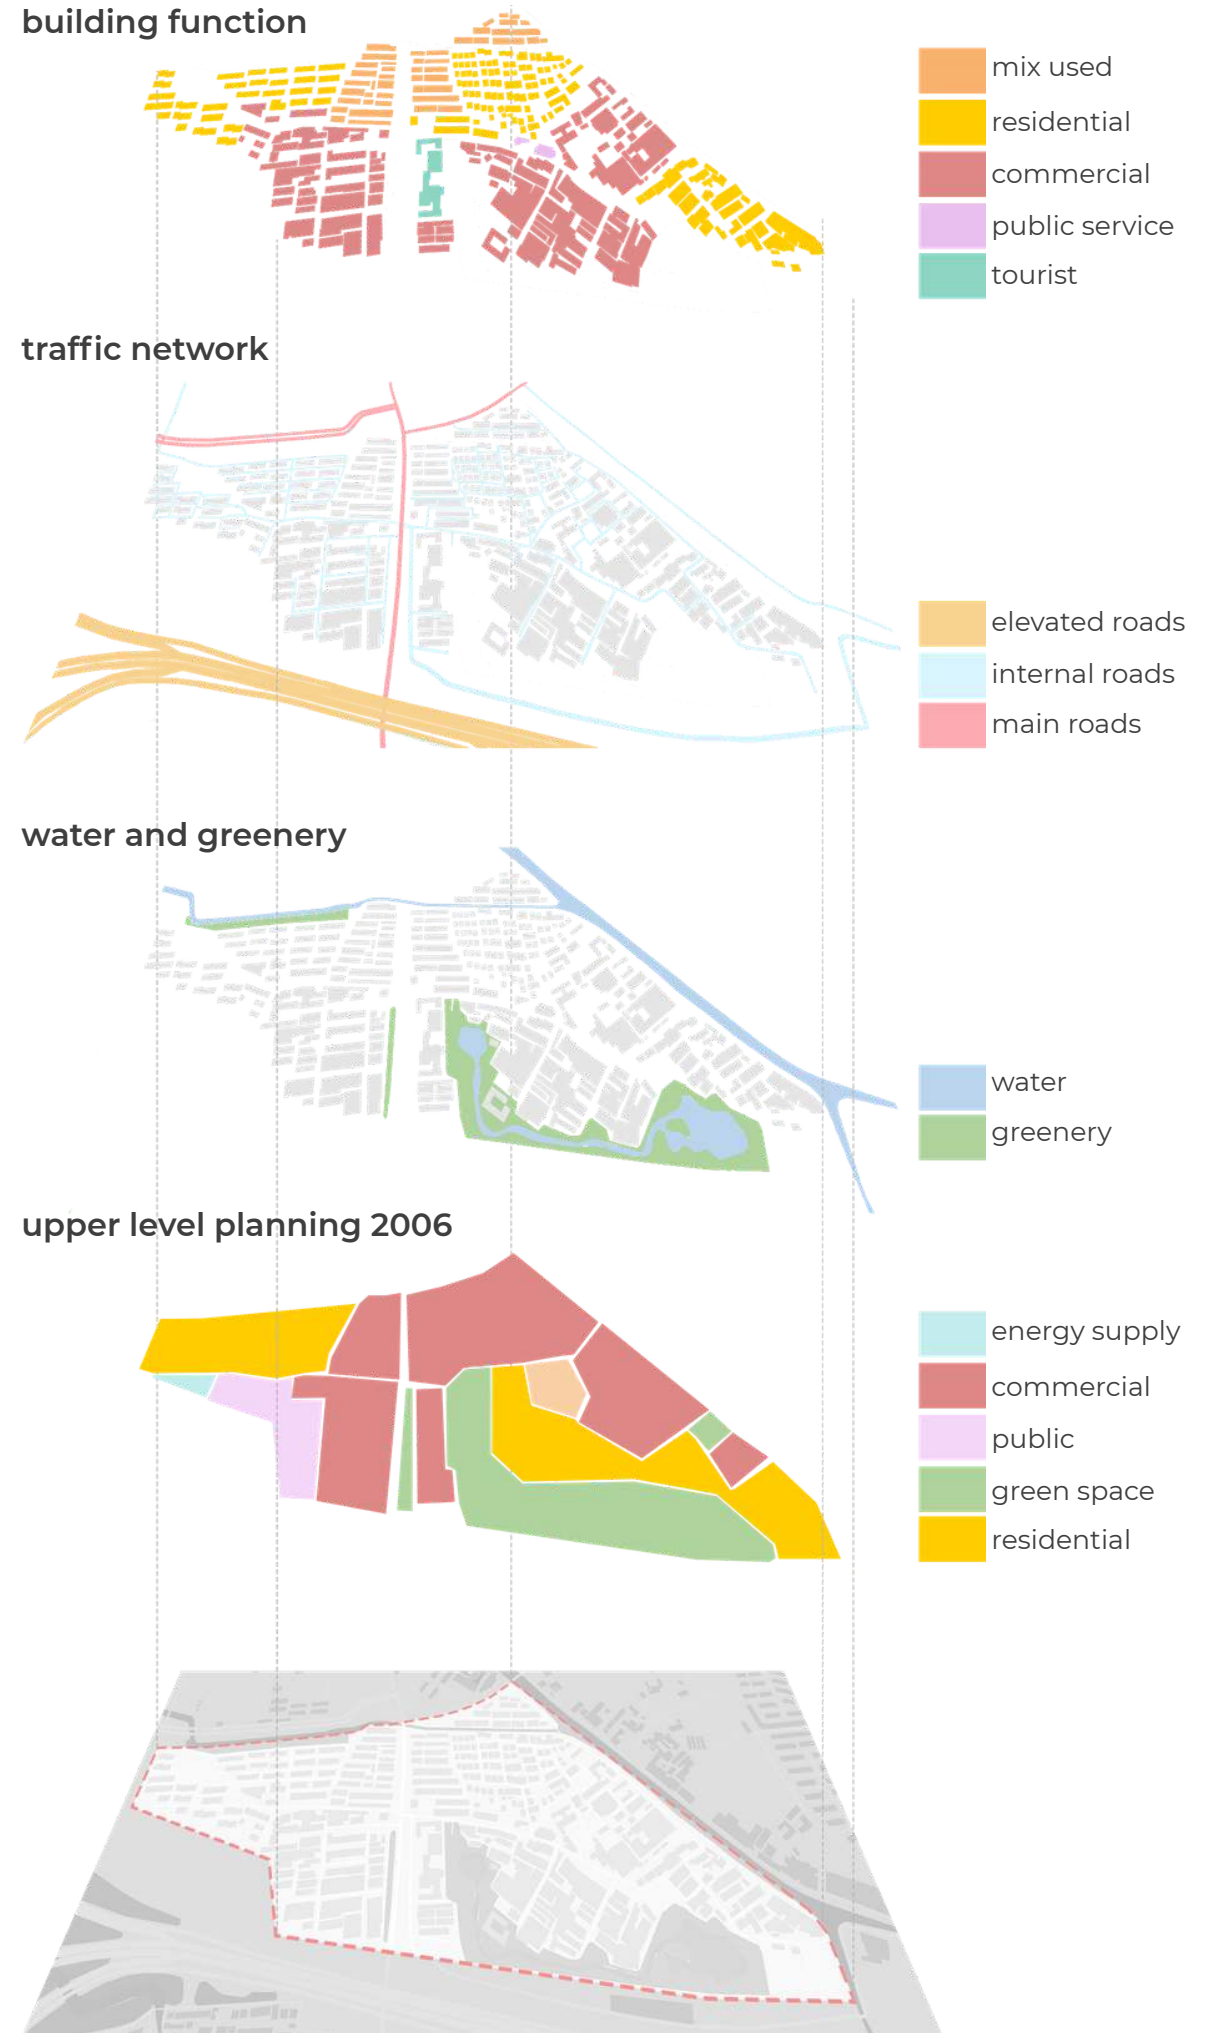 building function
mix used
residential
commercial
public service
tourist
traffic network
elevated roads
internal roads
main roads
water and greenery
water
greenery
upper level planning 2006
energy supply
commercial
public
green space
residential